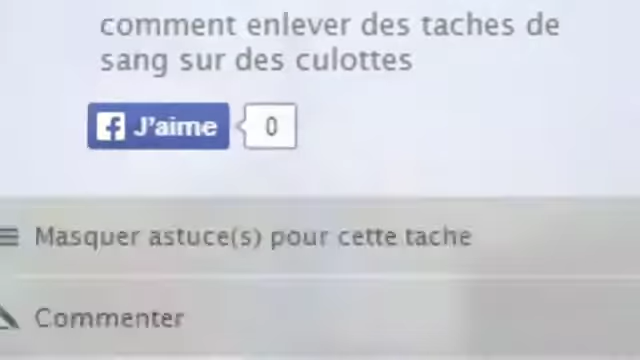 comment enlever des taches de
sang sur des culottes
J'aime 0
Masquer astuce(s) pour cette tache
Commenter